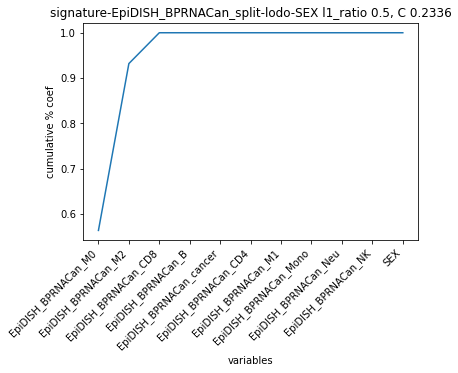 signature-EpiDISH_BPRNACan_split-lodo-SEX l1_ratio 0.5, C 0.2336
1.0
0.9
0.8
0.7
0.6
cumulative % coef
EpiDISH_BPRNACan_M0
EpiDISH_BPRNACan_M2
EpiDISH_BPRNACan_CD8
EpiDISH_BPRNACan_B
EpiDISH_BPRNACan_cancer
EpiDISH_BPRNACan_CD4
EpiDISH_BPRNACan_M1
EpiDISH_BPRNACan_Mono
EpiDISH_BPRNACan_Neu
EpiDISH_BPRNACan_NK
SEX
variables